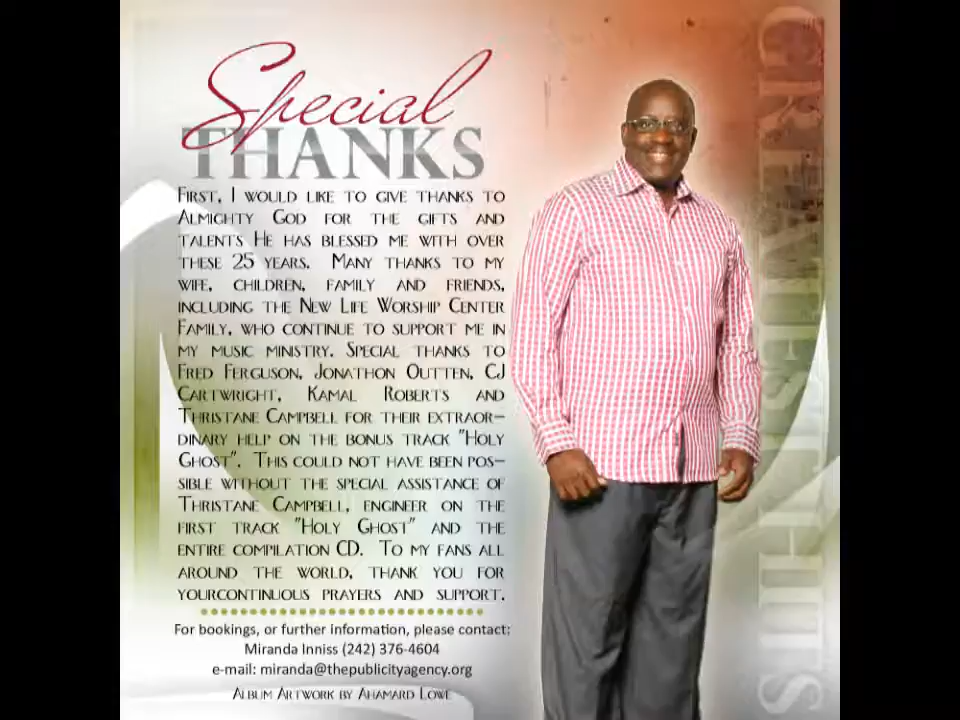 Special
THANKS
FIRST, I WOULD LIKE TO GIVE THANKS TO
ALMIGHTY GOD FOR THE GIFTS AND
TALENTS HE HAS BLESSED ME WITH OVER
THESE 25 YEARS. MANY THANKS TO MY
WIFE, CHILDREN, FAMILY AND FRIENDS,
INCLUDING THE NEW LIFE WORSHIP CENTER
FAMILY, WHO CONTINUE TO SUPPORT ME IN
MY MUSIC MINISTRY. SPECIAL THANKS TO
FRED FERGUSON, JONATHON OUTTEN, CJ
CARTWRIGHT, KAMAL ROBERTS AND
THRISTANE CAMPBELL FOR THEIR EXTRAOR-
DINARY HELP ON THE BONUS TRACK "HOLY
GHOST". THIS COULD NOT HAVE BEEN POS-
SIBLE WITHOUT THE SPECIAL ASSISTANCE OF
THRISTANE CAMPBELL, ENGINEER ON THE
FIRST TRACK "HOLY GHOST" AND THE
ENTIRE COMPILATION CD. TO MY FANS ALL
AROUND THE WORLD, THANK YOU FOR
YOURCONTINUOUS PRAYERS AND SUPPORT.
For bookings, or further information, please contact:
Miranda Inniss (242) 376-4604
e-mail: miranda@thepublicityagency.org
ALBUM ARTWORK BY AHAMARD LOWE
GREATEST HITS